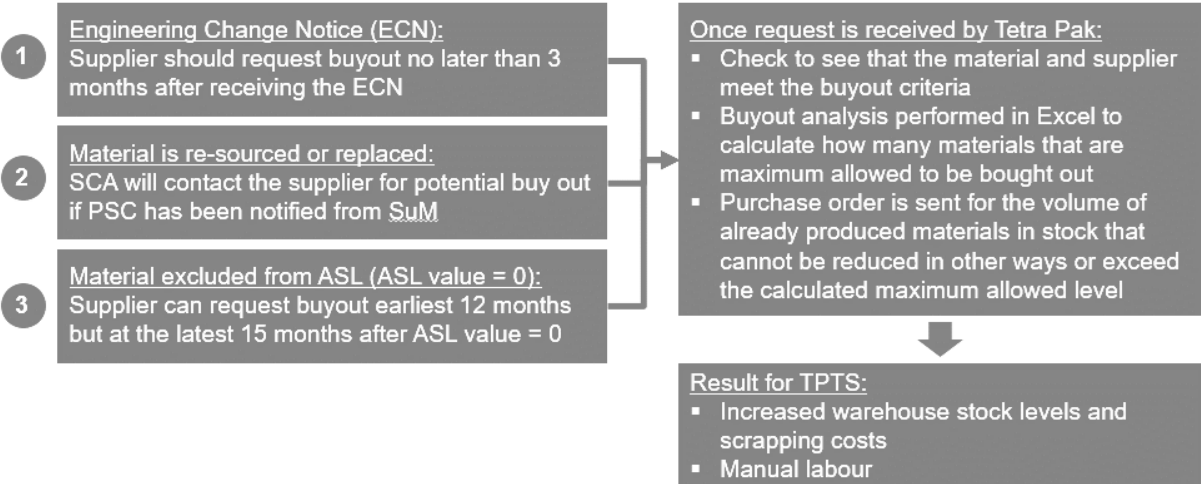 1
Engineering Change Notice (ECN):
Supplier should request buyout no later than 3
months after receiving the ECN
2
Material is re-sourced or replaced:
SCA will contact the supplier for potential buy out
if PSC has been notified from SuM
3
Material excluded from ASL (ASL value = 0):
Supplier can request buyout earliest 12 months
but at the latest 15 months after ASL value = 0
Once request is received by Tetra Pak:
▪ Check to see that the material and supplier
meet the buyout criteria
▪ Buyout analysis performed in Excel to
calculate how many materials that are
maximum allowed to be bought out
▪ Purchase order is sent for the volume of
already produced materials in stock that
cannot be reduced in other ways or exceed
the calculated maximum allowed level
Result for TPTS:
▪ Increased warehouse stock levels and
scrapping costs
▪ Manual labour